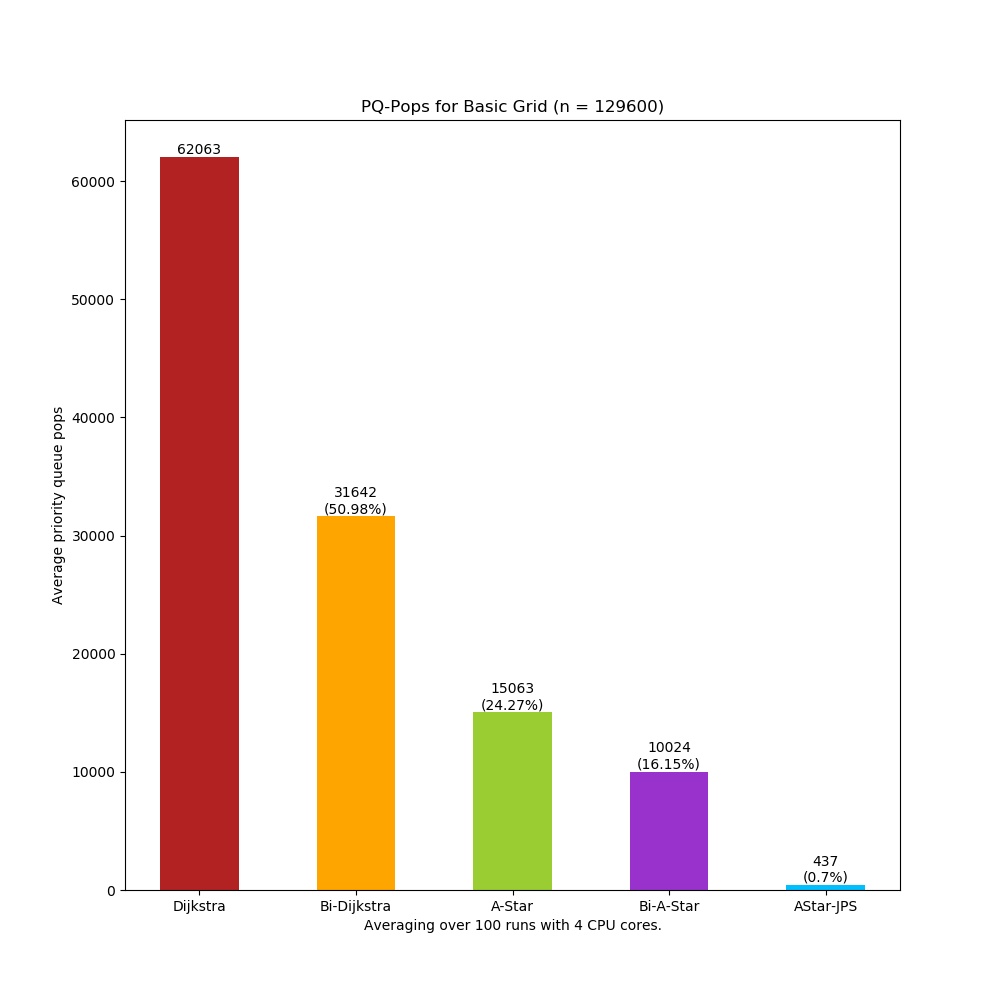 PQ-Pops for Basic Grid (n = 129600)
Average priority queue pops
60000
50000
40000
30000
20000
10000
0
62063
31642
(50.98%)
15063
(24.27%)
10024
(16.15%)
437
(0.7%)
Dijkstra
Bi-Dijkstra
A-Star
Bi-A-Star
AStar-JPS
Averaging over 100 runs with 4 CPU cores.